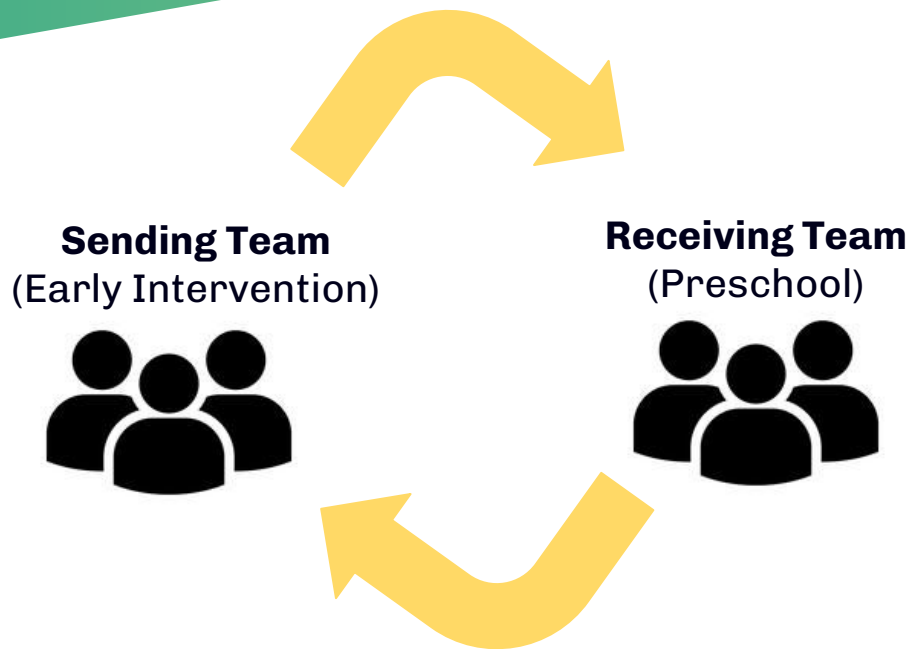 Sending Team
(Early Intervention)
Receiving Team
(Preschool)